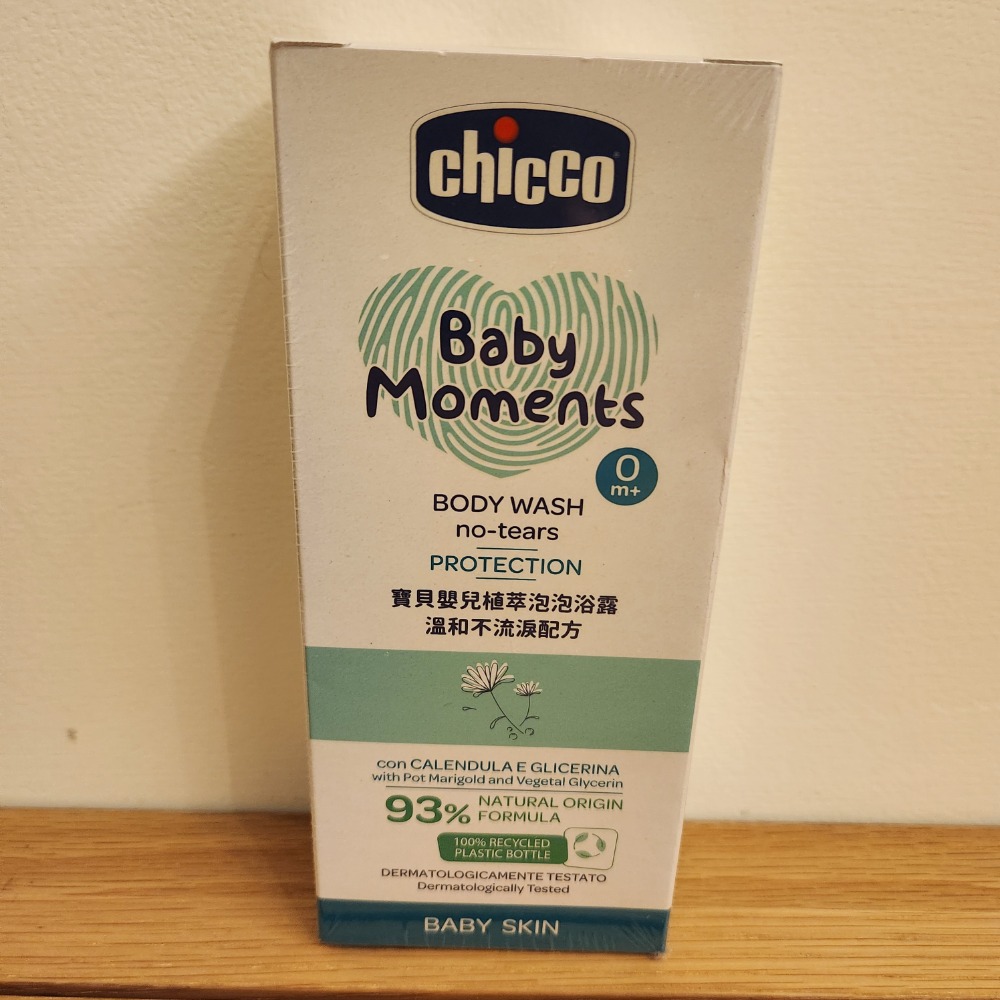 chicco
Baby
Moments
0
m+
BODY WASH
no-tears
PROTECTION
寶貝嬰兒植萃泡泡浴露
溫和不流淚配方
con CALENDULA E GLICERINA
with Pot Marigold and Vegetal Glycerin
93% NATURAL ORIGIN
FORMULA
100% RECYCLED
PLASTIC BOTTLE
DERMATOLOGICAMENTE TESTATO
Dermatologically Tested
BABY SKIN